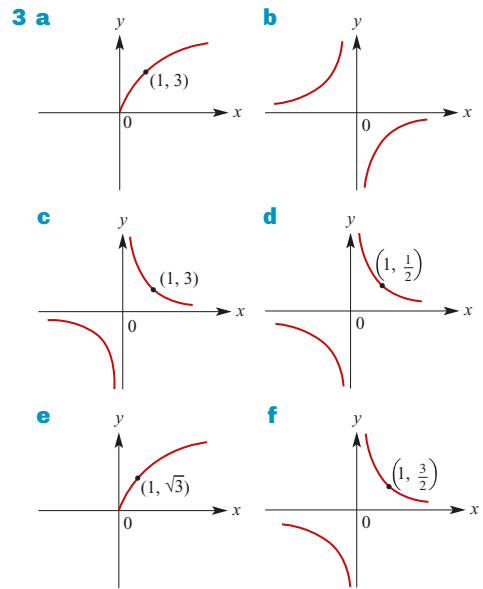 3 a
y
(1, 3)
0
x
b
y
0
x
c
y
(1, 3)
0
x
d
y
(1, 1/2)
0
x
e
y
(1, √3)
0
x
f
y
(1, 3/2)
0
x